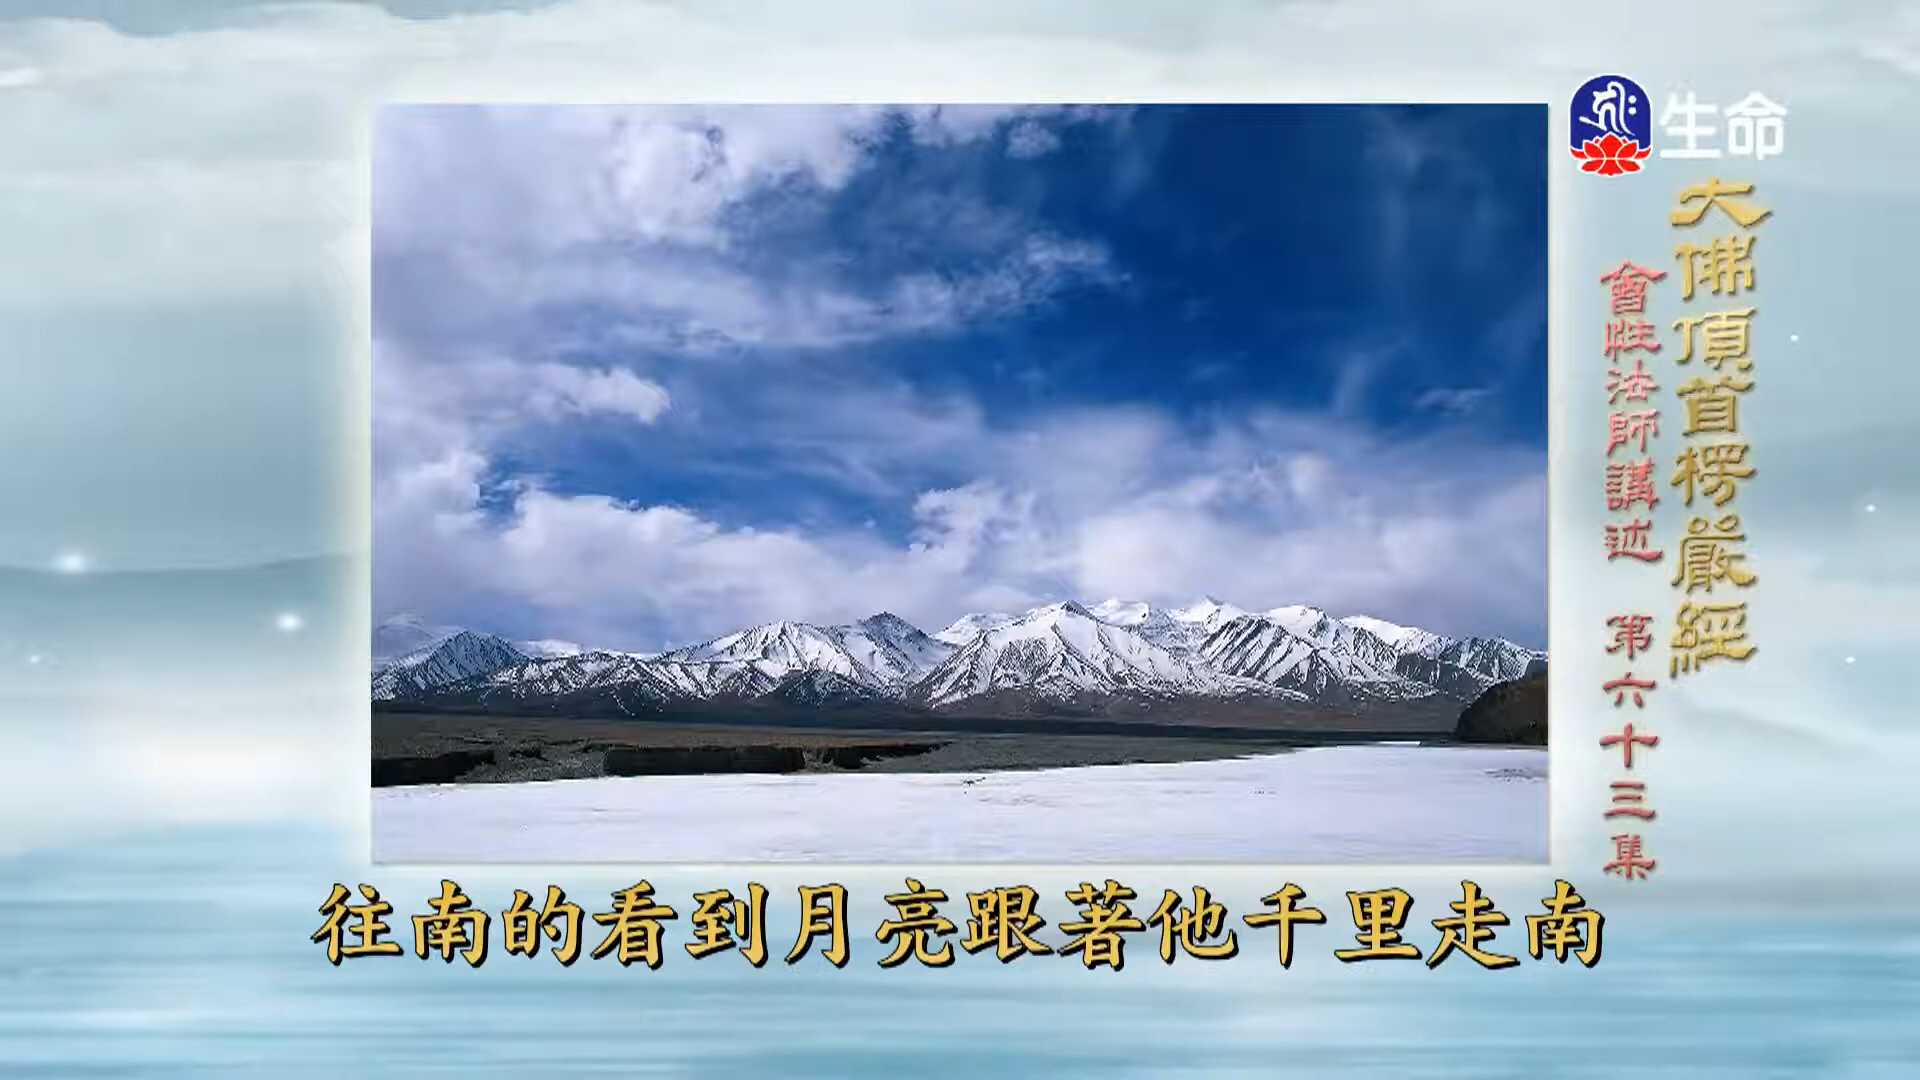 生命
大佛頂首楞嚴經
會性法師講述 第六十三集
往南的看到月亮跟著他千里走南